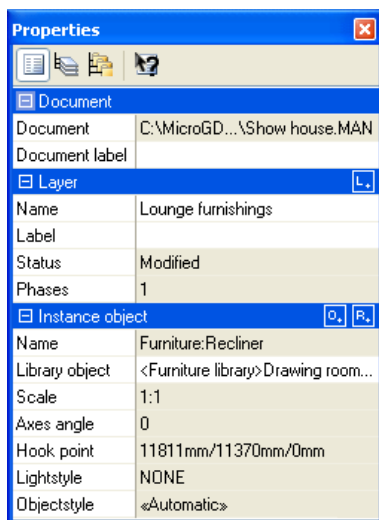 Properties
Document
Document C:\MicroGD...\Show house.MAN
Document label
Layer L
Name Lounge furnishings
Label
Status Modified
Phases 1
Instance object O R
Name Furniture:Recliner
Library object <Furniture library>Drawing room...
Scale 1:1
Axes angle 0
Hook point 11811mm/11370mm/0mm
Lightstyle NONE
Objectstyle «Automatic»